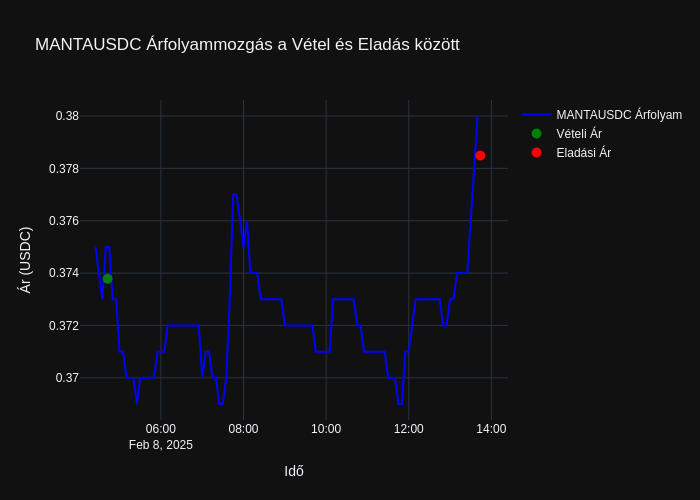 MANTAUSDC Árfolyammozgás a Vétel és Eladás között
0.38
0.378
0.376
0.374
0.372
0.37
Ár (USDC)
06:00
08:00
10:00
12:00
14:00
Feb 8, 2025
Idő
MANTAUSDC Árfolyam
Vételi Ár
Eladási Ár